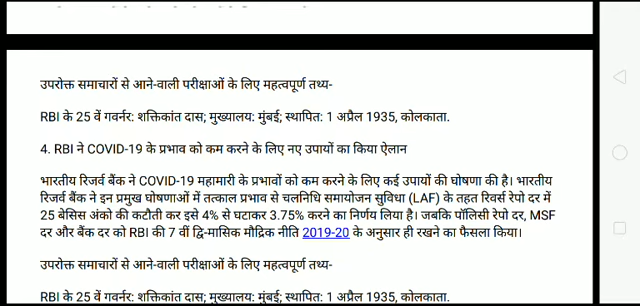 उपरोक्त समाचारों से आने-वाली परीक्षाओं के लिए महत्वपूर्ण तथ्य-
RBI के 25 वें गवर्नर: शक्तिकांत दास; मुख्यालय: मुंबई; स्थापित: 1 अप्रैल 1935, कोलकाता.
4. RBI ने COVID-19 के प्रभाव को कम करने के लिए नए उपायों का किया ऐलान
भारतीय रिजर्व बैंक ने COVID-19 महामारी के प्रभावों को कम करने के लिए कई उपायों की घोषणा की है। भारतीय
रिजर्व बैंक ने इन प्रमुख घोषणाओं में तत्काल प्रभाव से चलनिधि समायोजन सुविधा (LAF) के तहत रिवर्स रेपो दर में
25 बेसिस अंको की कटौती कर इसे 4% से घटाकर 3.75% करने का निर्णय लिया है। जबकि पॉलिसी रेपो दर, MSF
दर और बैंक दर को RBI की 7 वीं द्वि-मासिक मौद्रिक नीति 2019-20 के अनुसार ही रखने का फैसला किया।
उपरोक्त समाचारों से आने-वाली परीक्षाओं के लिए महत्वपूर्ण तथ्य-
RBI के 25 वें गवर्नर: शक्तिकांत दास; मुख्यालय: मुंबई; स्थापित: 1 अप्रैल 1935, कोलकाता.